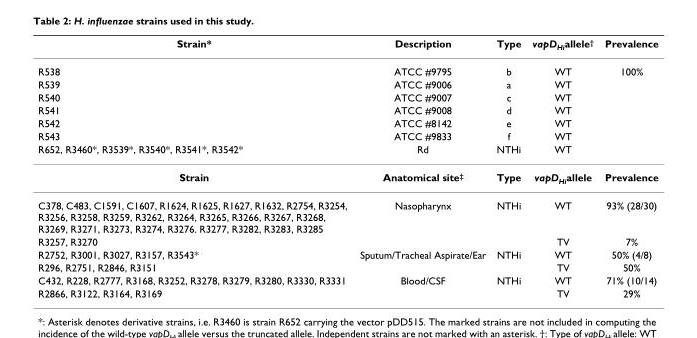 Table 2: H. influenzae strains used in this study.
Strain* Description Type vapDHi allele† Prevalence
R538 ATCC #9795 b WT 100%
R539 ATCC #9006 a WT
R540 ATCC #9007 c WT
R541 ATCC #9008 d WT
R542 ATCC #8142 e WT
R543 ATCC #9833 f WT
R652, R3460*, R3539*, R3540*, R3541*, R3542* Rd NTHi WT
Strain Anatomical site‡ Type vapDHi allele Prevalence
C378, C483, C1591, C1607, R1624, R1625, R1627, R1632, R2754, R3254, Nasopharynx NTHi WT 93% (28/30)
R3256, R3258, R3259, R3262, R3264, R3265, R3266, R3267, R3268,
R3269, R3271, R3273, R3274, R3276. R3277, R3282, R3283, R3285
R3257, R3270 TV 7%
R2752, R3001, R3027, R3157, R3543* Sputum/Tracheal Aspirate/Ear NTHi WT 50% (4/8)
R296, R2751, R2846, R3151 TV 50%
C432, R228, R2777, R3168, R3252, R3278, R3279, R3280, R3330, R3331 Blood/CSF NTHi WT 71% (10/14)
R2866, R3122, R3164, R3169 TV 29%
*: Asterisk denotes derivative strains, i.e. R3460 is strain R652 carrying the vector pDD515. The marked strains are not included in computing the
incidence of the wild-type vapDHi allele versus the truncated allele. Independent strains are not marked with an asterisk. †: Type of vapDHi allele: WT